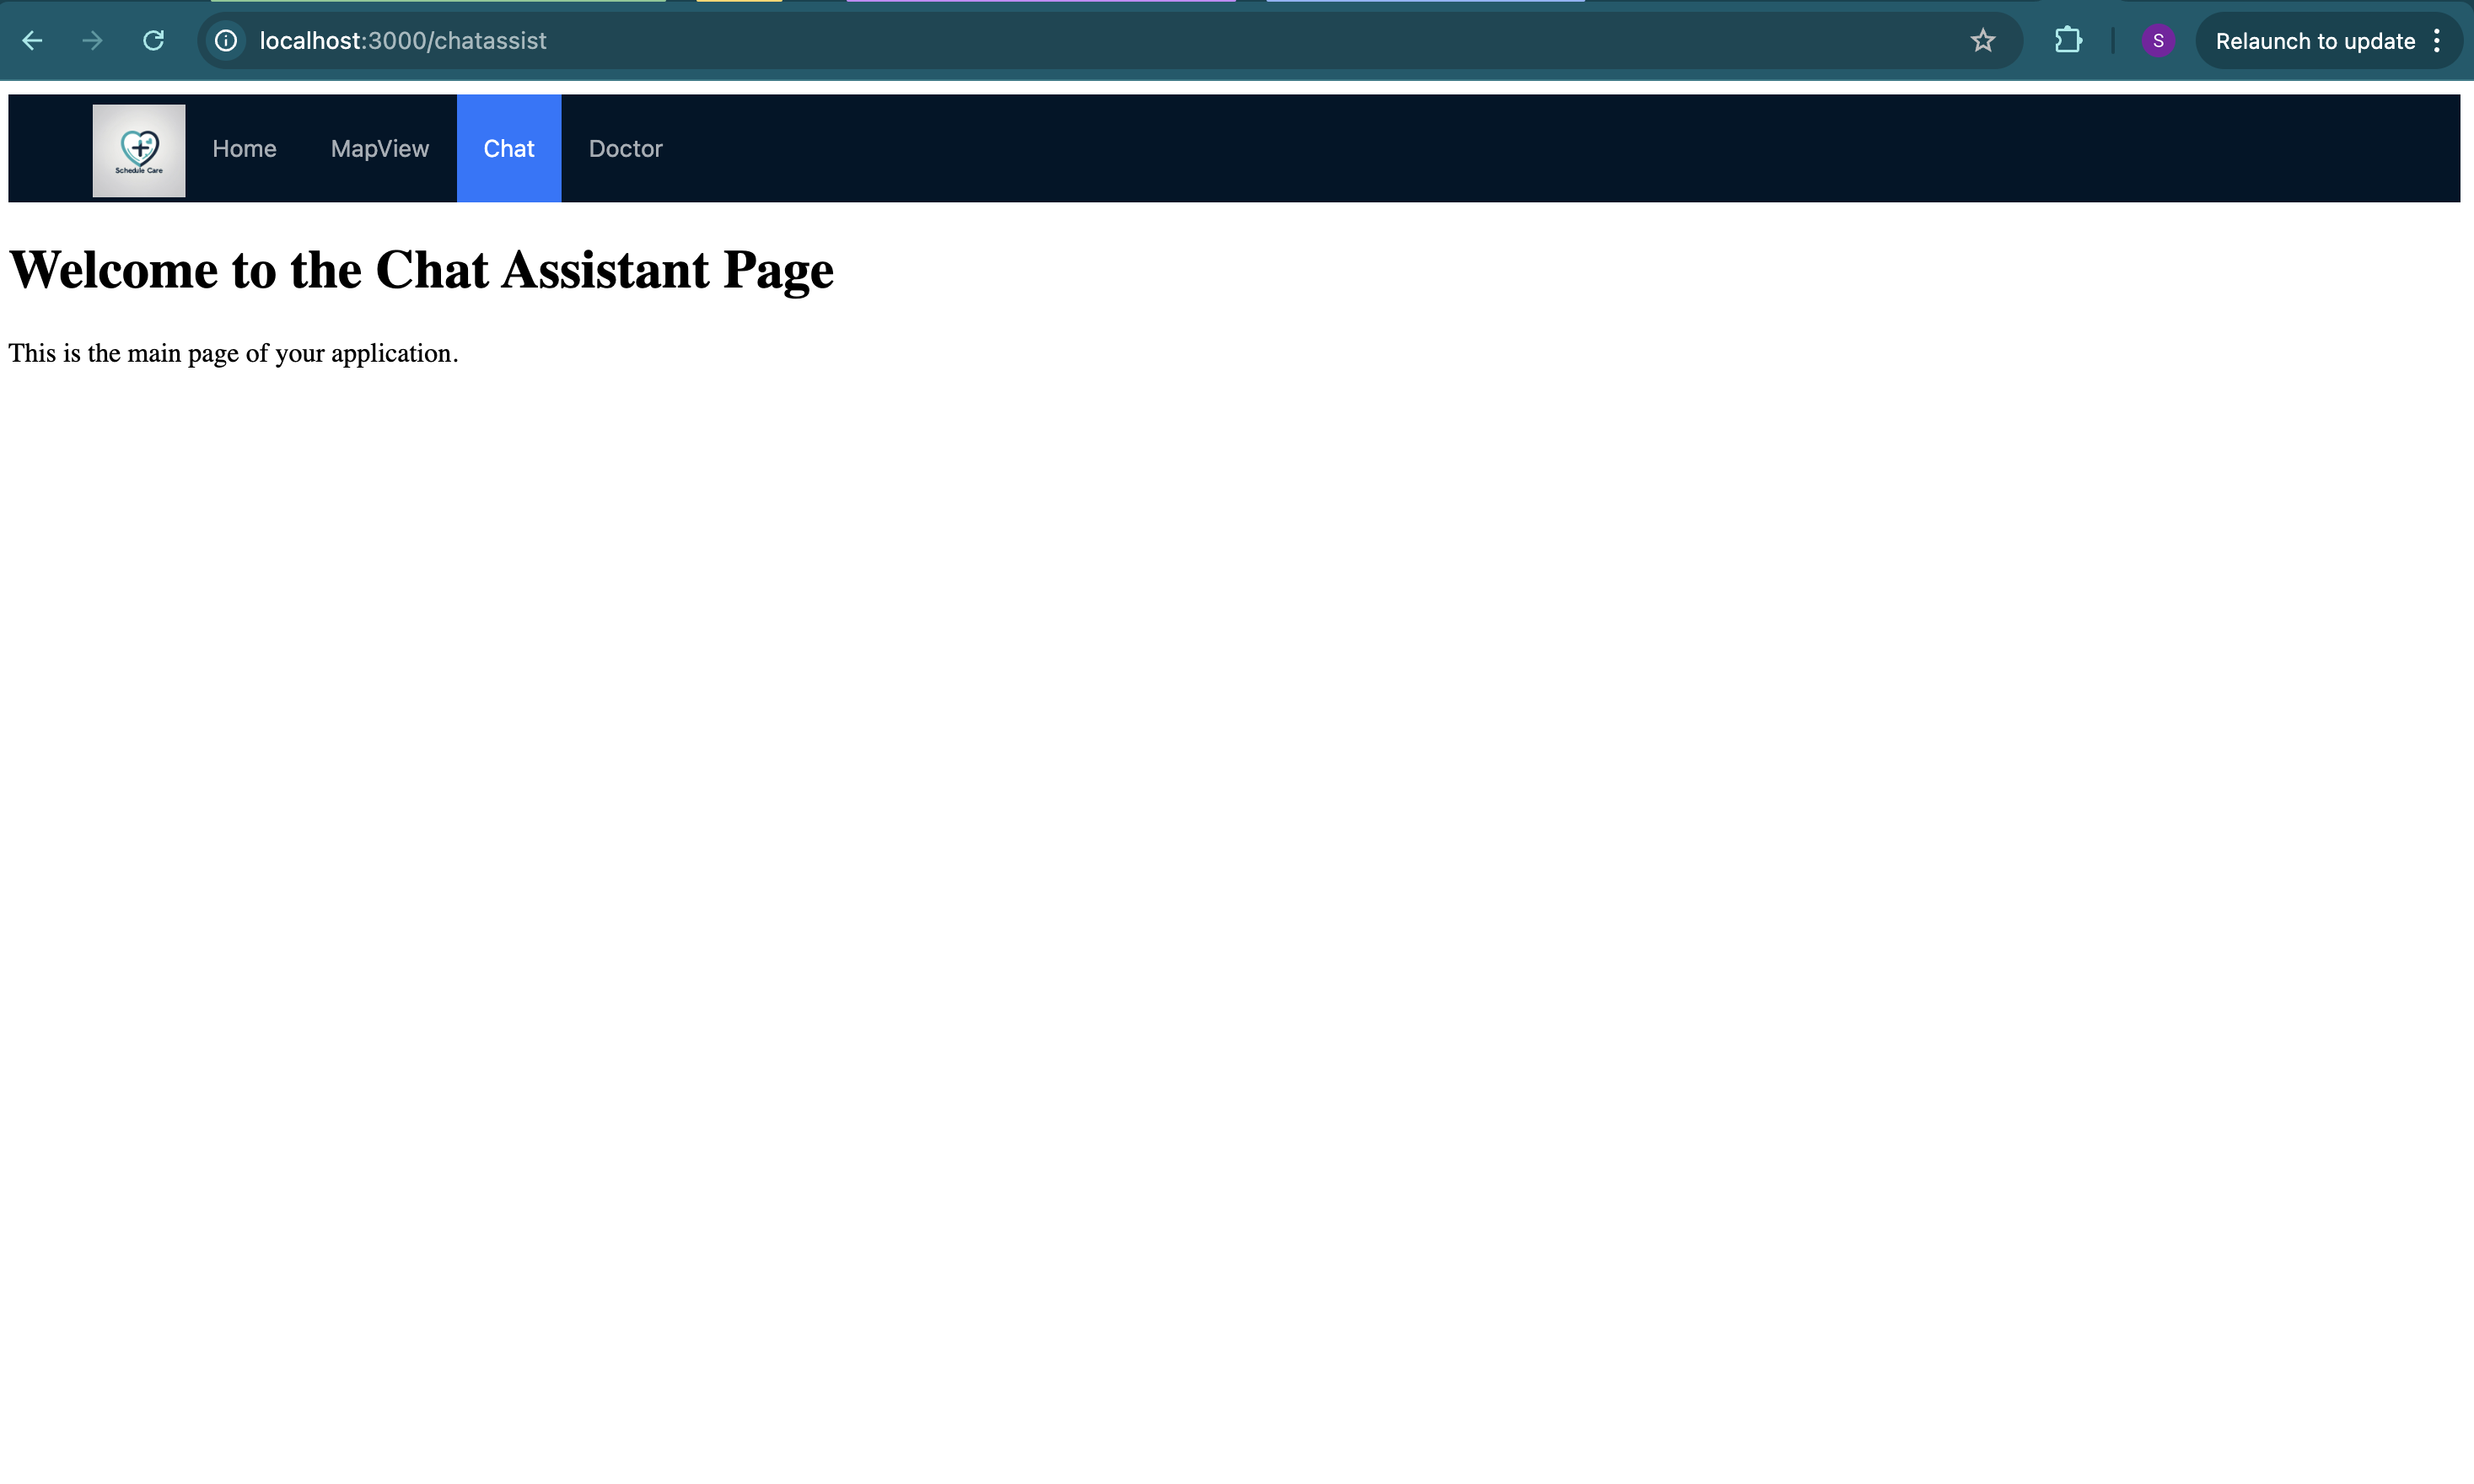 localhost:3000/chatassist
S
Relaunch to update
Schedule Care
Home
MapView
Chat
Doctor
Welcome to the Chat Assistant Page
This is the main page of your application.